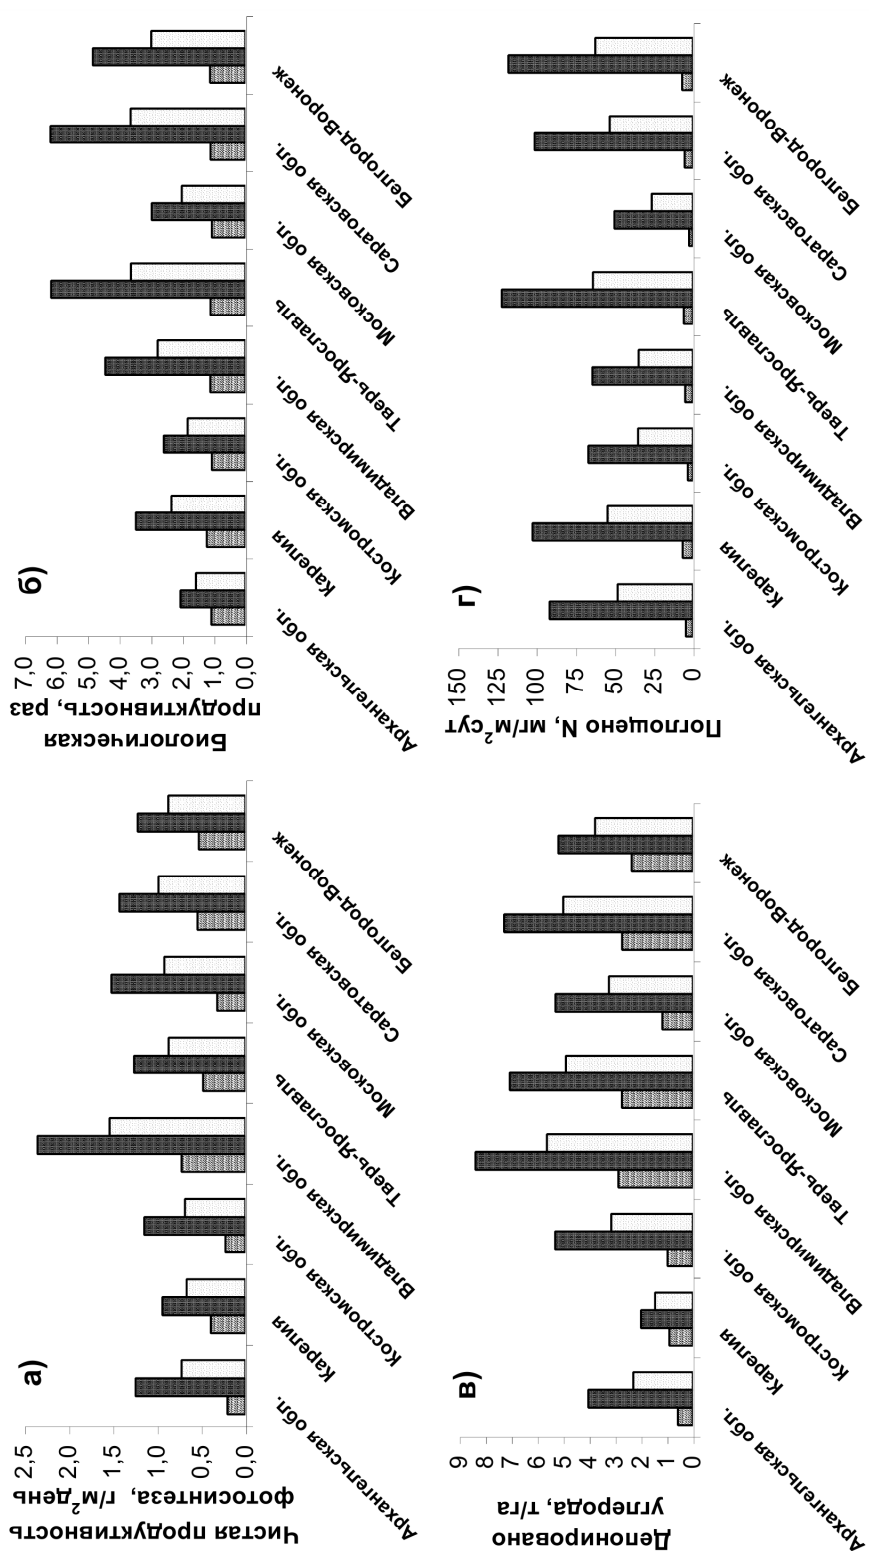 а)
Чистая продуктивность
фотосинтеза, г/м²день
2,5
2,0
1,5
1,0
0,5
0,0
Архангельская обл.
Карелия
Костромская обл.
Владимирская обл.
Тверь-Ярославль
Московская обл.
Саратовская обл.
Белгород-Воронеж
б)
Биологическая
продуктивность, раз
7,0
6,0
5,0
4,0
3,0
2,0
1,0
0,0
Архангельская обл.
Карелия
Костромская обл.
Владимирская обл.
Тверь-Ярославль
Московская обл.
Саратовская обл.
Белгород-Воронеж
в)
Депонировано
углерода, т/га
9
8
7
6
5
4
3
2
1
0
Архангельская обл.
Карелия
Костромская обл.
Владимирская обл.
Тверь-Ярославль
Московская обл.
Саратовская обл.
Белгород-Воронеж
г)
Поглощено N, мг/м²сут
150
125
100
75
50
25
0
Архангельская обл.
Карелия
Костромская обл.
Владимирская обл.
Тверь-Ярославль
Московская обл.
Саратовская обл.
Белгород-Воронеж